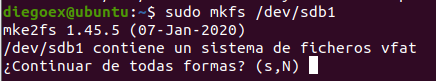 diegoex@ubuntu:~$ sudo mkfs /dev/sdb1
mke2fs 1.45.5 (07-Jan-2020)
/dev/sdb1 contiene un sistema de ficheros vfat
¿Continuar de todas formas? (s,N)